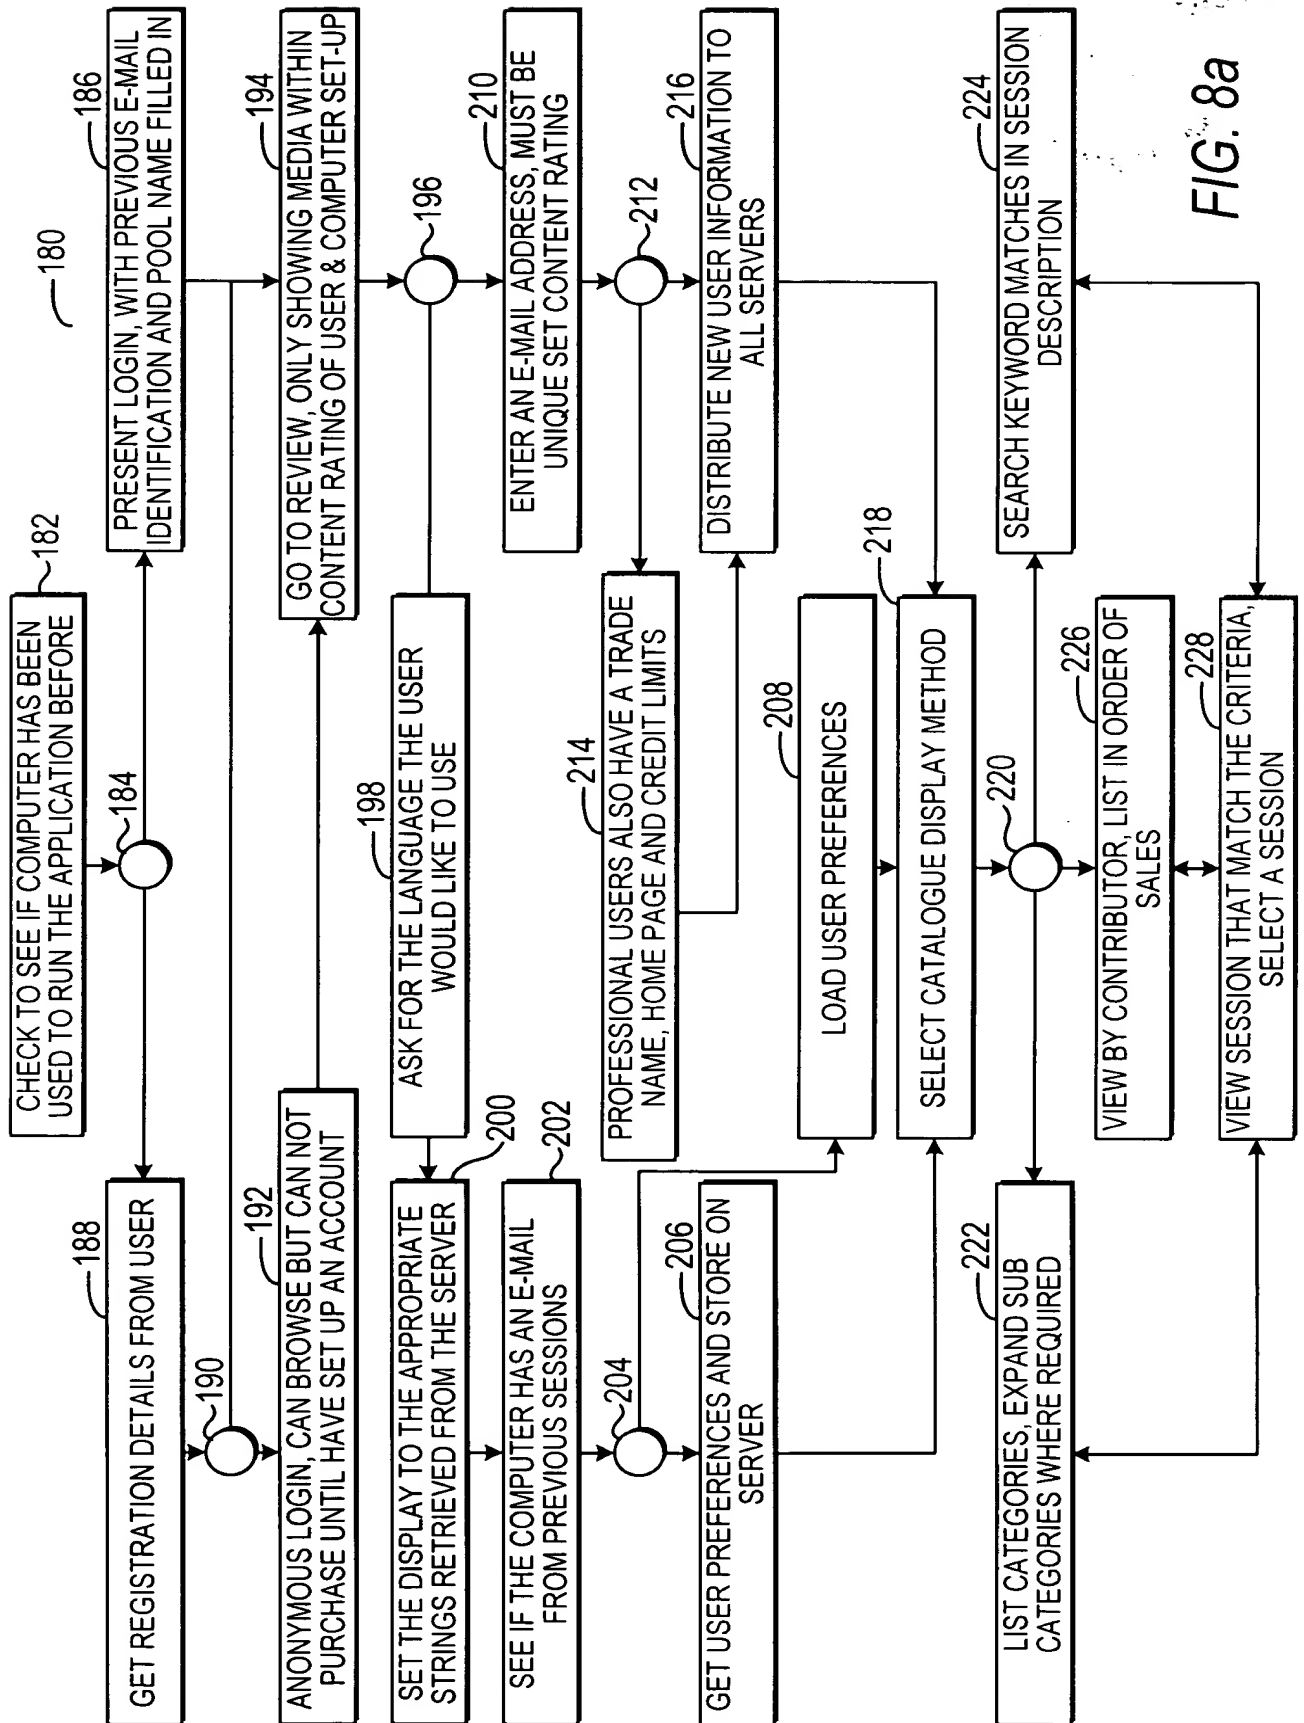 180
CHECK TO SEE IF COMPUTER HAS BEEN
USED TO RUN THE APPLICATION BEFORE
182
184
PRESENT LOGIN, WITH PREVIOUS E-MAIL
IDENTIFICATION AND POOL NAME FILLED IN
186
GET REGISTRATION DETAILS FROM USER
188
190
ANONYMOUS LOGIN, CAN BROWSE BUT CAN NOT
PURCHASE UNTIL HAVE SET UP AN ACCOUNT
192
GO TO REVIEW, ONLY SHOWING MEDIA WITHIN
CONTENT RATING OF USER & COMPUTER SET-UP
194
196
ASK FOR THE LANGUAGE THE USER
WOULD LIKE TO USE
198
SET THE DISPLAY TO THE APPROPRIATE
STRINGS RETRIEVED FROM THE SERVER
200
SEE IF THE COMPUTER HAS AN E-MAIL
FROM PREVIOUS SESSIONS
202
204
GET USER PREFERENCES AND STORE ON
SERVER
206
LOAD USER PREFERENCES
208
ENTER AN E-MAIL ADDRESS, MUST BE
UNIQUE SET CONTENT RATING
210
212
PROFESSIONAL USERS ALSO HAVE A TRADE
NAME, HOME PAGE AND CREDIT LIMITS
214
DISTRIBUTE NEW USER INFORMATION TO
ALL SERVERS
216
SELECT CATALOGUE DISPLAY METHOD
218
220
LIST CATEGORIES, EXPAND SUB
CATEGORIES WHERE REQUIRED
222
SEARCH KEYWORD MATCHES IN SESSION
DESCRIPTION
224
VIEW BY CONTRIBUTOR, LIST IN ORDER OF
SALES
226
VIEW SESSION THAT MATCH THE CRITERIA,
SELECT A SESSION
228
FIG. 8a